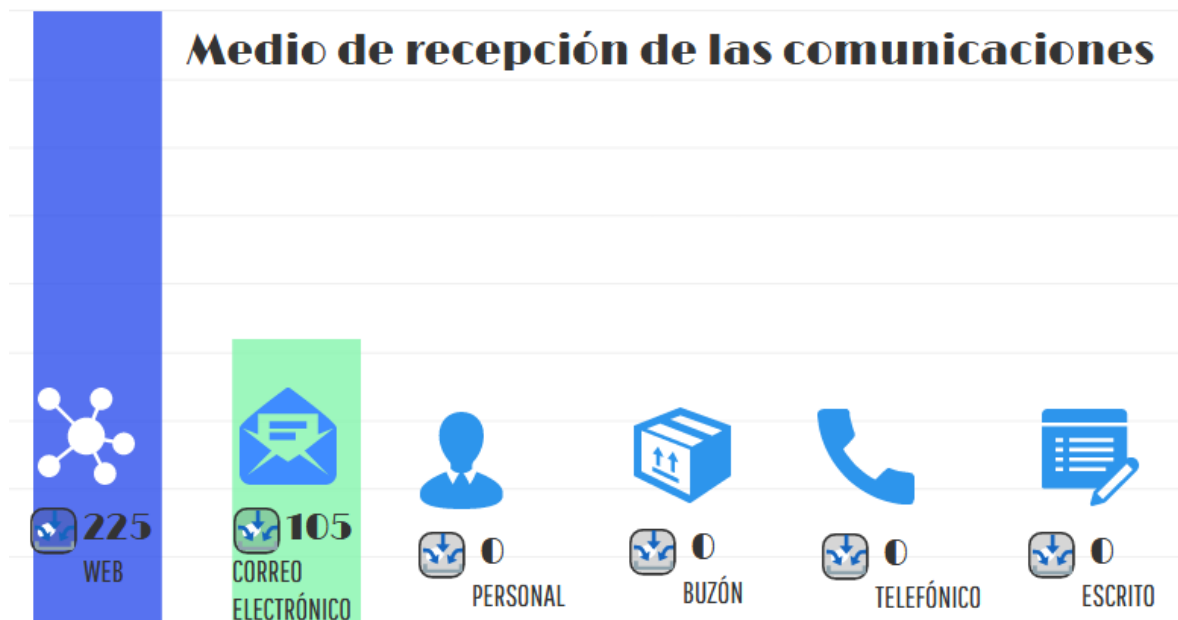 Medio de recepción de las comunicaciones
225
WEB
105
CORREO
ELECTRÓNICO
0
PERSONAL
0
BUZÓN
0
TELEFÓNICO
0
ESCRITO